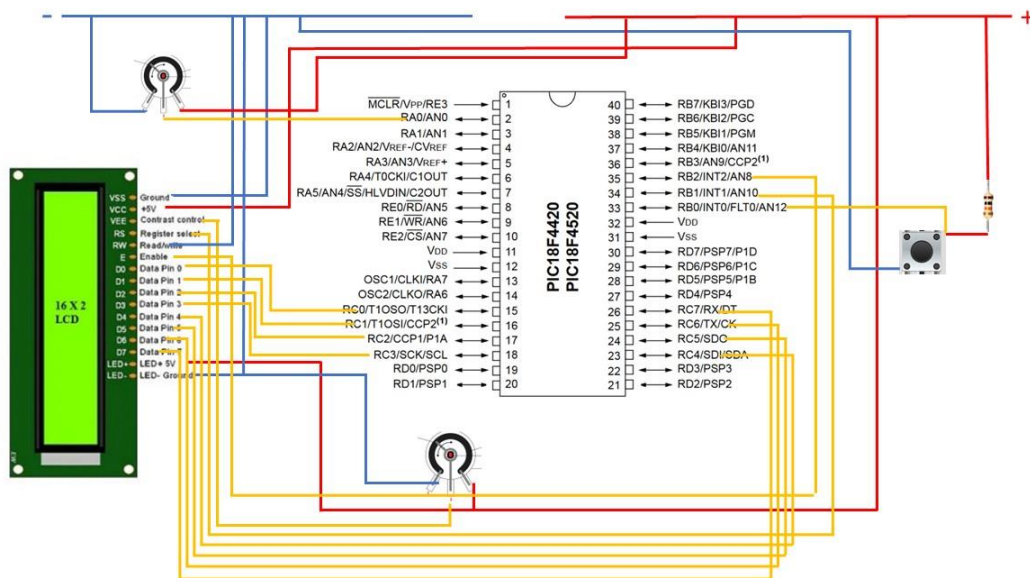 -
-
+
MCLR/VPP/RE3
RA0/AN0
RA1/AN1
RA2/AN2/VREF-/CVREF
RA3/AN3/VREF+
RA4/T0CKI/C1OUT
RA5/AN4/SS/HLVDIN/C2OUT
RE0/RD/AN5
RE1/WR/AN6
RE2/CS/AN7
VDD
VSS
OSC1/CLKI/RA7
OSC2/CLKO/RA6
RC0/T1OSO/T13CKI
RC1/T1OSI/CCP2(1)
RC2/CCP1/P1A
RC3/SCK/SCL
RD0/PSP0
RD1/PSP1
1
2
3
4
5
6
7
8
9
10
11
12
13
14
15
16
17
18
19
20
PIC18F4420
PIC18F4520
40
39
38
37
36
35
34
33
32
31
30
29
28
27
26
25
24
23
22
21
RB7/KBI3/PGD
RB6/KBI2/PGC
RB5/KBI1/PGM
RB4/KBI0/AN11
RB3/AN9/CCP2(1)
RB2/INT2/AN8
RB1/INT1/AN10
RB0/INT0/FLT0/AN12
VDD
VSS
RD7/PSP7/P1D
RD6/PSP6/P1C
RD5/PSP5/P1B
RD4/PSP4
RC7/RX/DT
RC6/TX/CK
RC5/SDO
RC4/SDI/SDA
RD3/PSP3
RD2/PSP2
16 X 2
LCD
VSS Ground
VCC +5V
VEE Contrast control
RS Register select
RW Read/write
E Enable
D0 Data Pin 0
D1 Data Pin 1
D2 Data Pin 2
D3 Data Pin 3
D4 Data Pin 4
D5 Data Pin 5
D6 Data Pin 6
D7 Data Pin 7
LED+ LED+ 5V
LED- LED- Ground